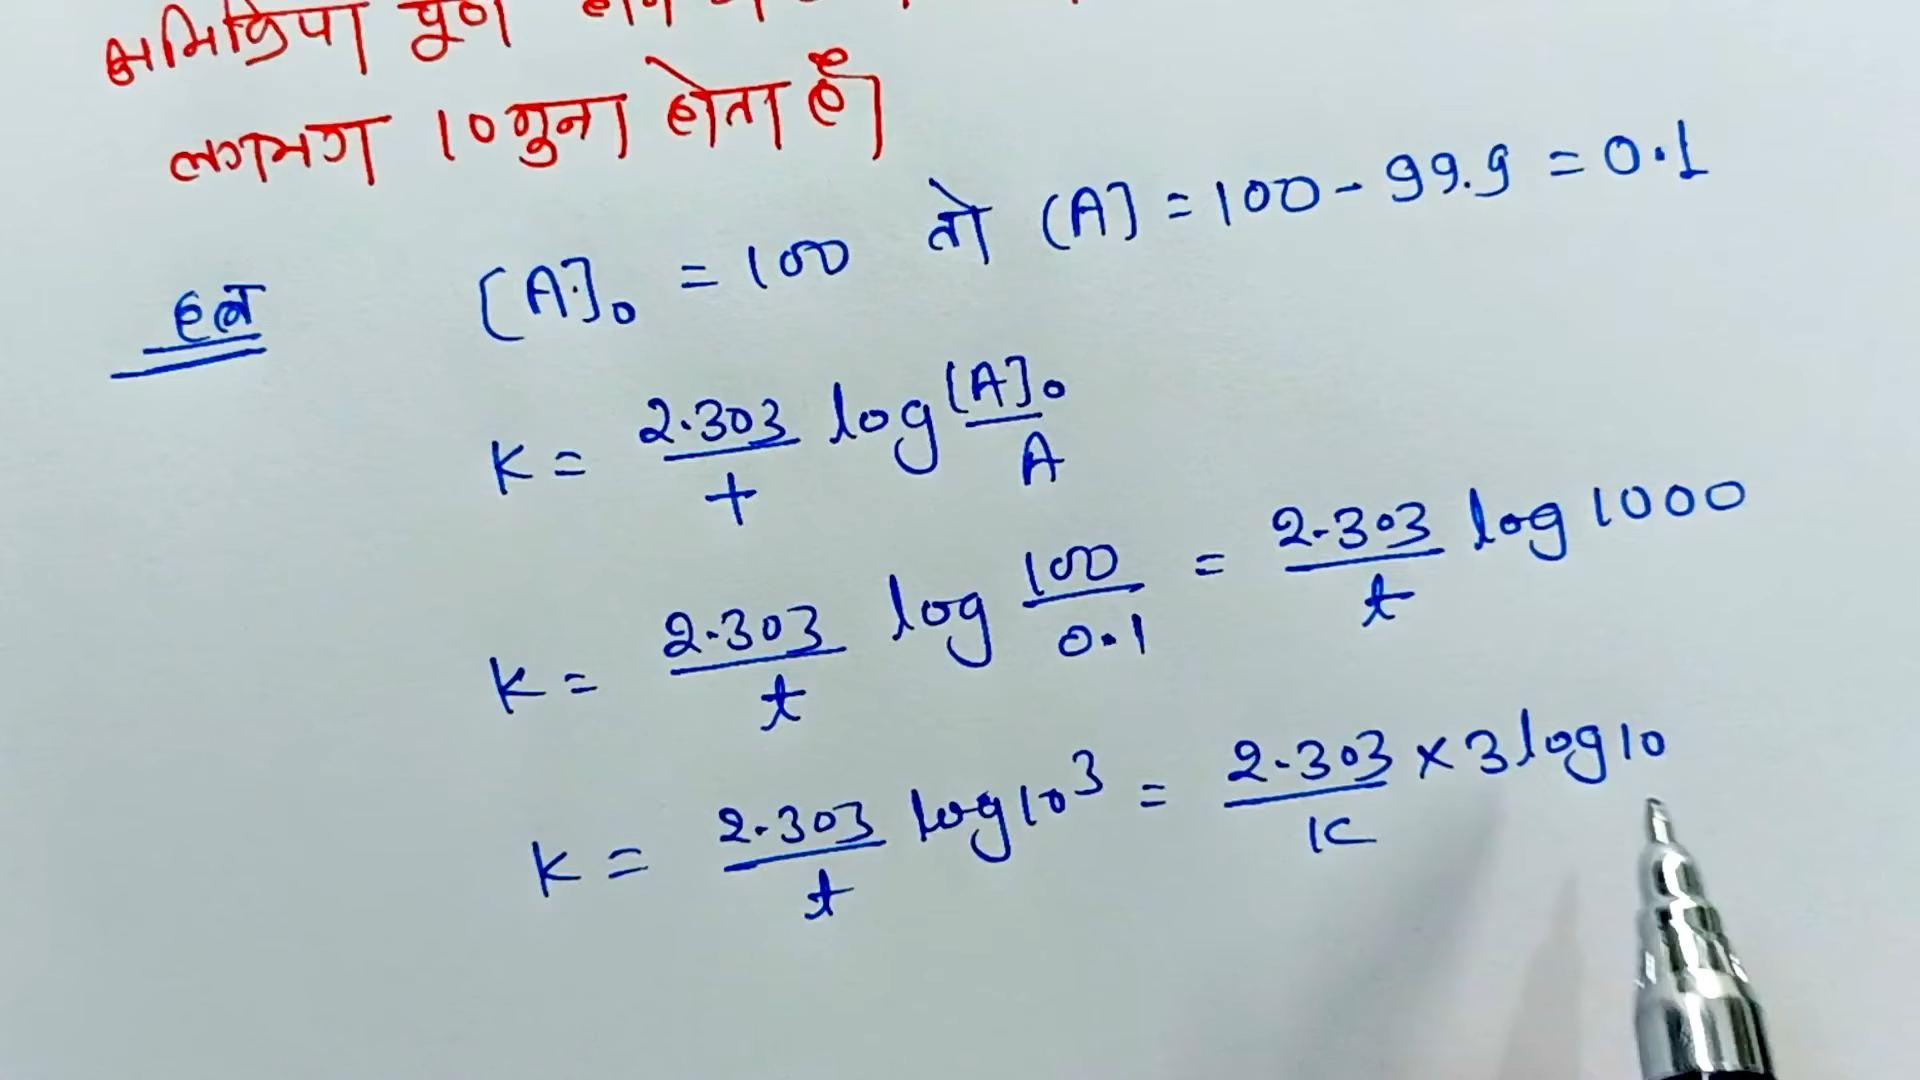 अभिक्रिया पूर्ण
लगभग 10 गुना होता है।
हल [A]₀ = 100 तो [A] = 100 - 99.9 = 0.1
K = 2.303/t log [A]₀/A
K = 2.303/t log 100/0.1 = 2.303/t log 1000
K = 2.303/t log 10³ = 2.303/K × 3 log 10